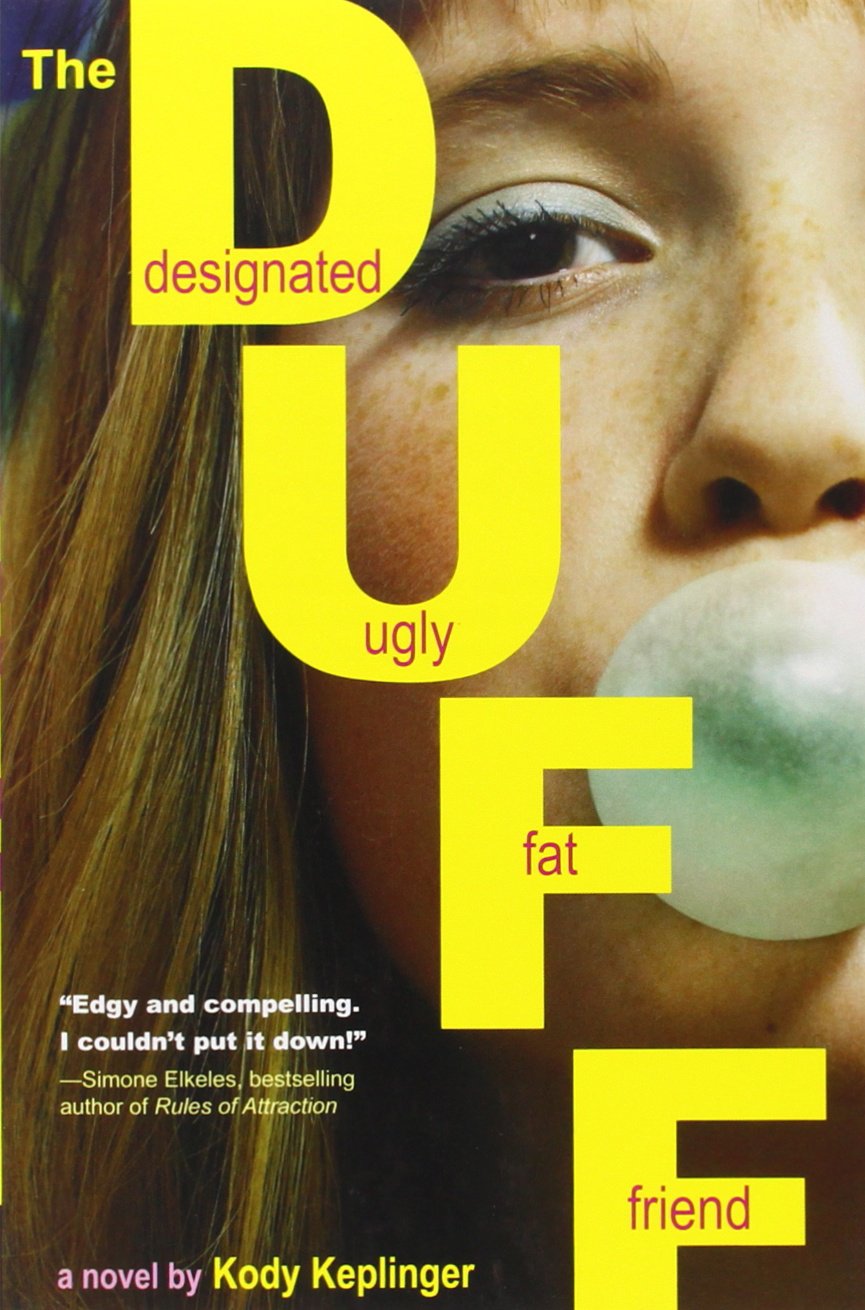 The
DUFF
designated
ugly
fat
friend
“Edgy and compelling.
I couldn’t put it down!”
—Simone Elkeles, bestselling
author of Rules of Attraction
a novel by Kody Keplinger